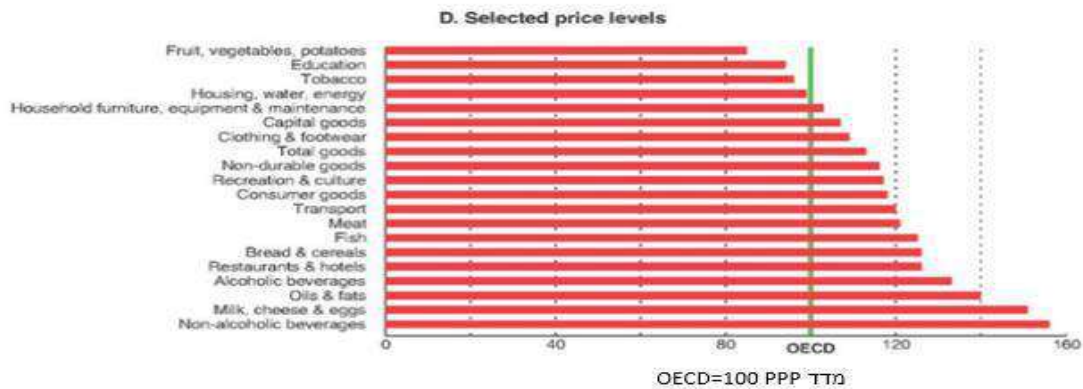 D. Selected price levels
Fruit, vegetables, potatoes
Education
Tobacco
Housing, water, energy
Household furniture, equipment & maintenance
Capital goods
Clothing & footwear
Total goods
Non-durable goods
Recreation & culture
Consumer goods
Transport
Meat
Fish
Bread & cereals
Restaurants & hotels
Alcoholic beverages
Oils & fats
Milk, cheese & eggs
Non-alcoholic beverages
0 40 80 OECD 120 160
מדד OECD=100 PPP